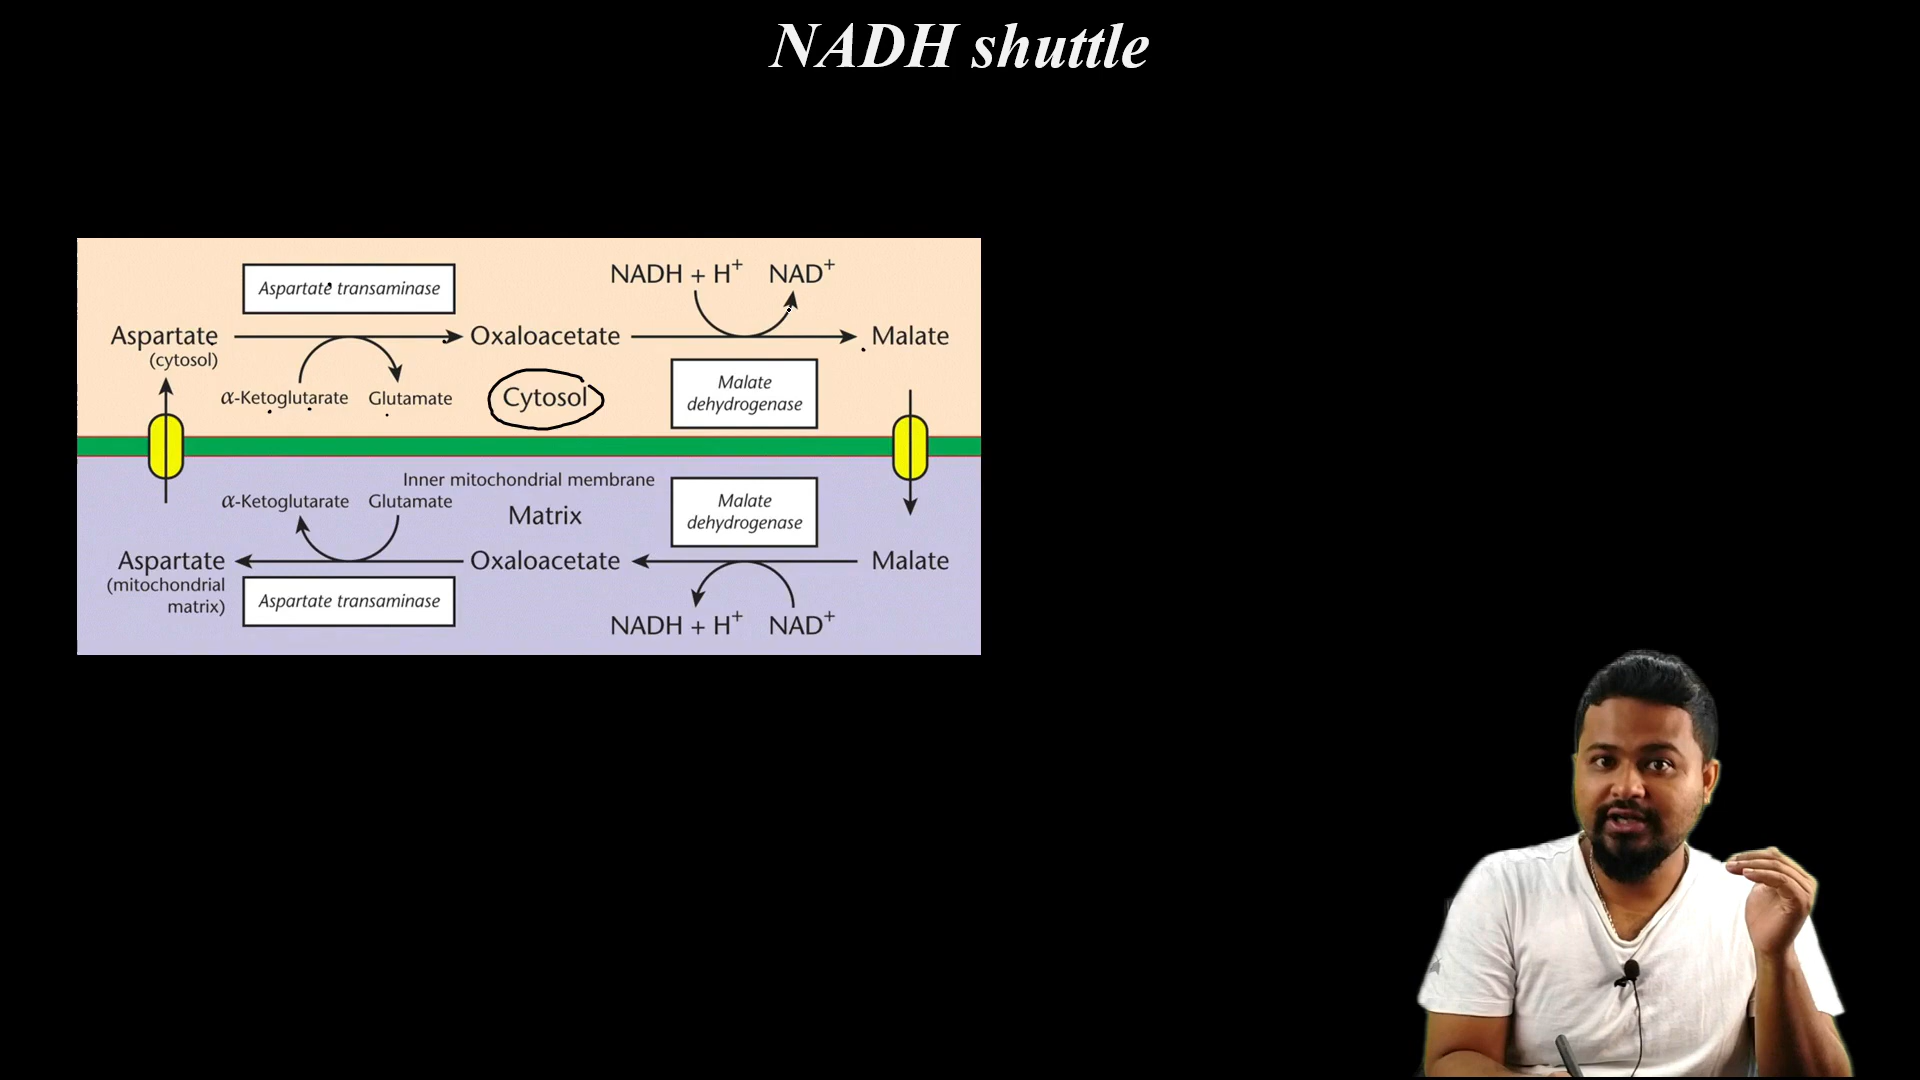 NADH shuttle
Aspartate transaminase
NADH + H⁺ NAD⁺
Aspartate
(cytosol)
Oxaloacetate
Malate
α-Ketoglutarate Glutamate
Cytosol
Malate
dehydrogenase
Inner mitochondrial membrane
α-Ketoglutarate Glutamate
Matrix
Malate
dehydrogenase
Aspartate
(mitochondrial
matrix)
Oxaloacetate
Malate
Aspartate transaminase
NADH + H⁺ NAD⁺